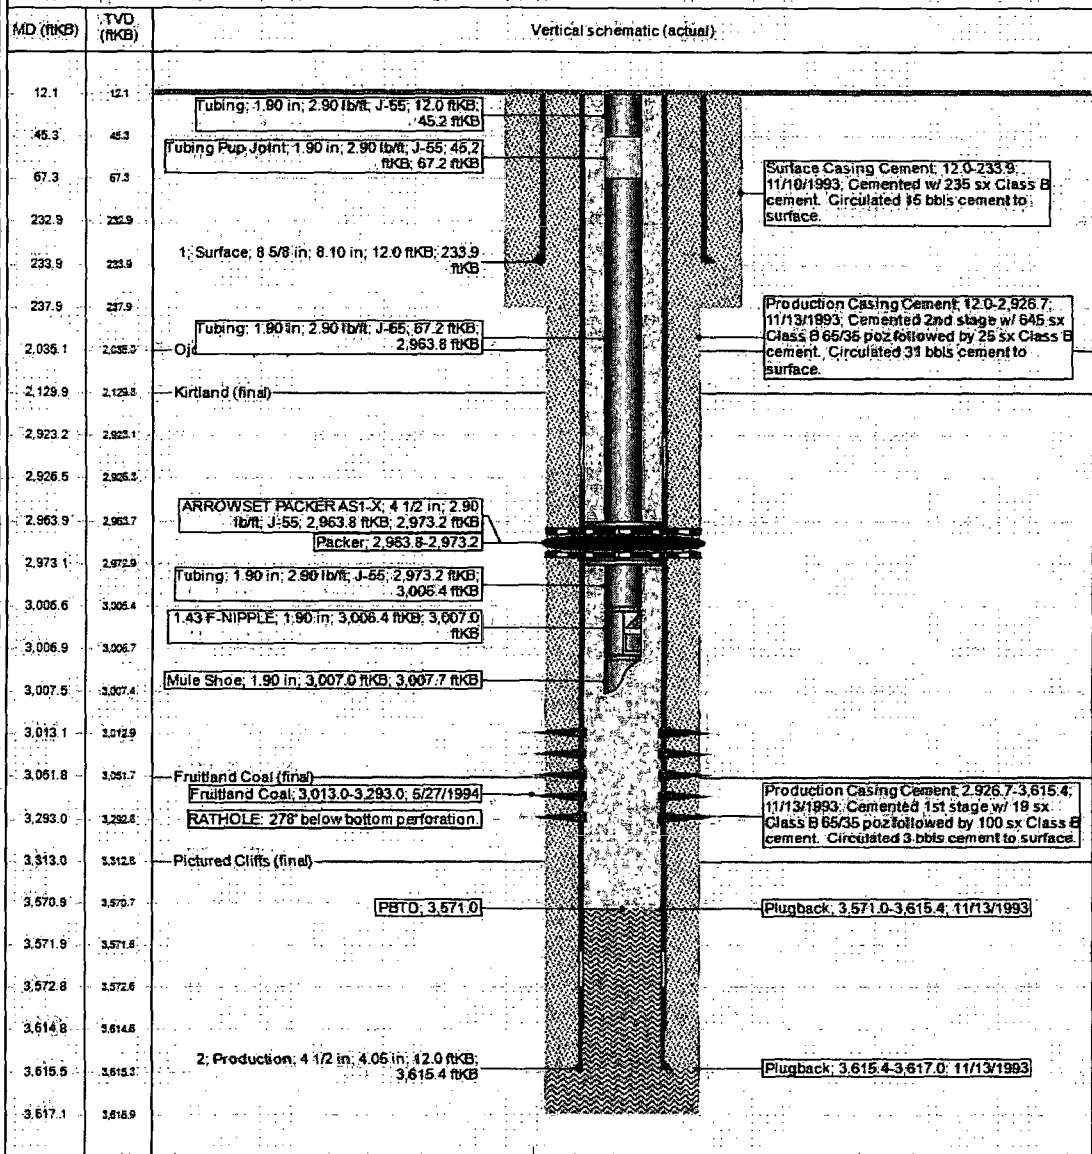 MD (ftKB)
TVD
(ftKB)
Vertical schematic (actual)
12.1
12.1
45.3
45.3
67.3
67.3
232.9
232.9
233.9
233.9
237.9
237.9
2,035.1
2,129.9
2,129.8
2,923.2
2,923.1
2,926.5
2,963.9
2,963.7
2,973.1
2,972.9
3,006.6
3,006.4
3,006.9
3,006.7
3,007.5
3,007.4
3,013.1
3,012.9
3,051.8
3,051.7
3,293.0
3,292.8
3,313.0
3,312.8
3,570.9
3,570.7
3,571.9
3,572.8
3,572.6
3,614.8
3,614.6
3,615.5
3,615.3
3,617.1
3,616.9
Tubing; 1.90 in; 2.90 lb/ft; J-55; 12.0 ftKB;
45.2 ftKB
Tubing Pup Joint; 1.90 in; 2.90 lb/ft; J-55; 45.2
ftKB; 67.2 ftKB
1; Surface; 8 5/8 in; 8.10 in; 12.0 ftKB; 233.9
ftKB
Tubing; 1.90 in; 2.90 lb/ft; J-55; 67.2 ftKB;
2,963.8 ftKB
Kirtland (final)
ARROWSET PACKER AS1-X; 4 1/2 in; 2.90
lb/ft; J-55; 2,963.8 ftKB; 2,973.2 ftKB
Packer; 2,963.8-2,973.2
Tubing; 1.90 in; 2.90 lb/ft; J-55; 2,973.2 ftKB;
3,006.4 ftKB
1.43 F-NIPPLE; 1.90 in; 3,006.4 ftKB; 3,007.0
ftKB
Mule Shoe; 1.90 in; 3,007.0 ftKB; 3,007.7 ftKB
Fruitland Coal (final)
Fruitland Coal; 3,013.0-3,293.0; 5/27/1994
RATHOLE: 278' below bottom perforation.
Pictured Cliffs (final)
PBTD; 3,571.0
2; Production; 4 1/2 in; 4.05 in; 12.0 ftKB;
3,615.4 ftKB
Surface Casing Cement; 12.0-233.9;
11/10/1993; Cemented w/ 235 sx Class B
cement. Circulated 15 bbls cement to
surface.
Production Casing Cement; 12.0-2,926.7;
11/13/1993; Cemented 2nd stage w/ 645 sx
Class B 65/35 poz followed by 25 sx Class B
cement. Circulated 31 bbls cement to
surface.
Production Casing Cement; 2,926.7-3,615.4;
11/13/1993; Cemented 1st stage w/ 19 sx
Class B 65/35 poz followed by 100 sx Class B
cement. Circulated 3 bbls cement to surface.
Plugback; 3,571.0-3,615.4; 11/13/1993
Plugback; 3,615.4-3,617.0; 11/13/1993